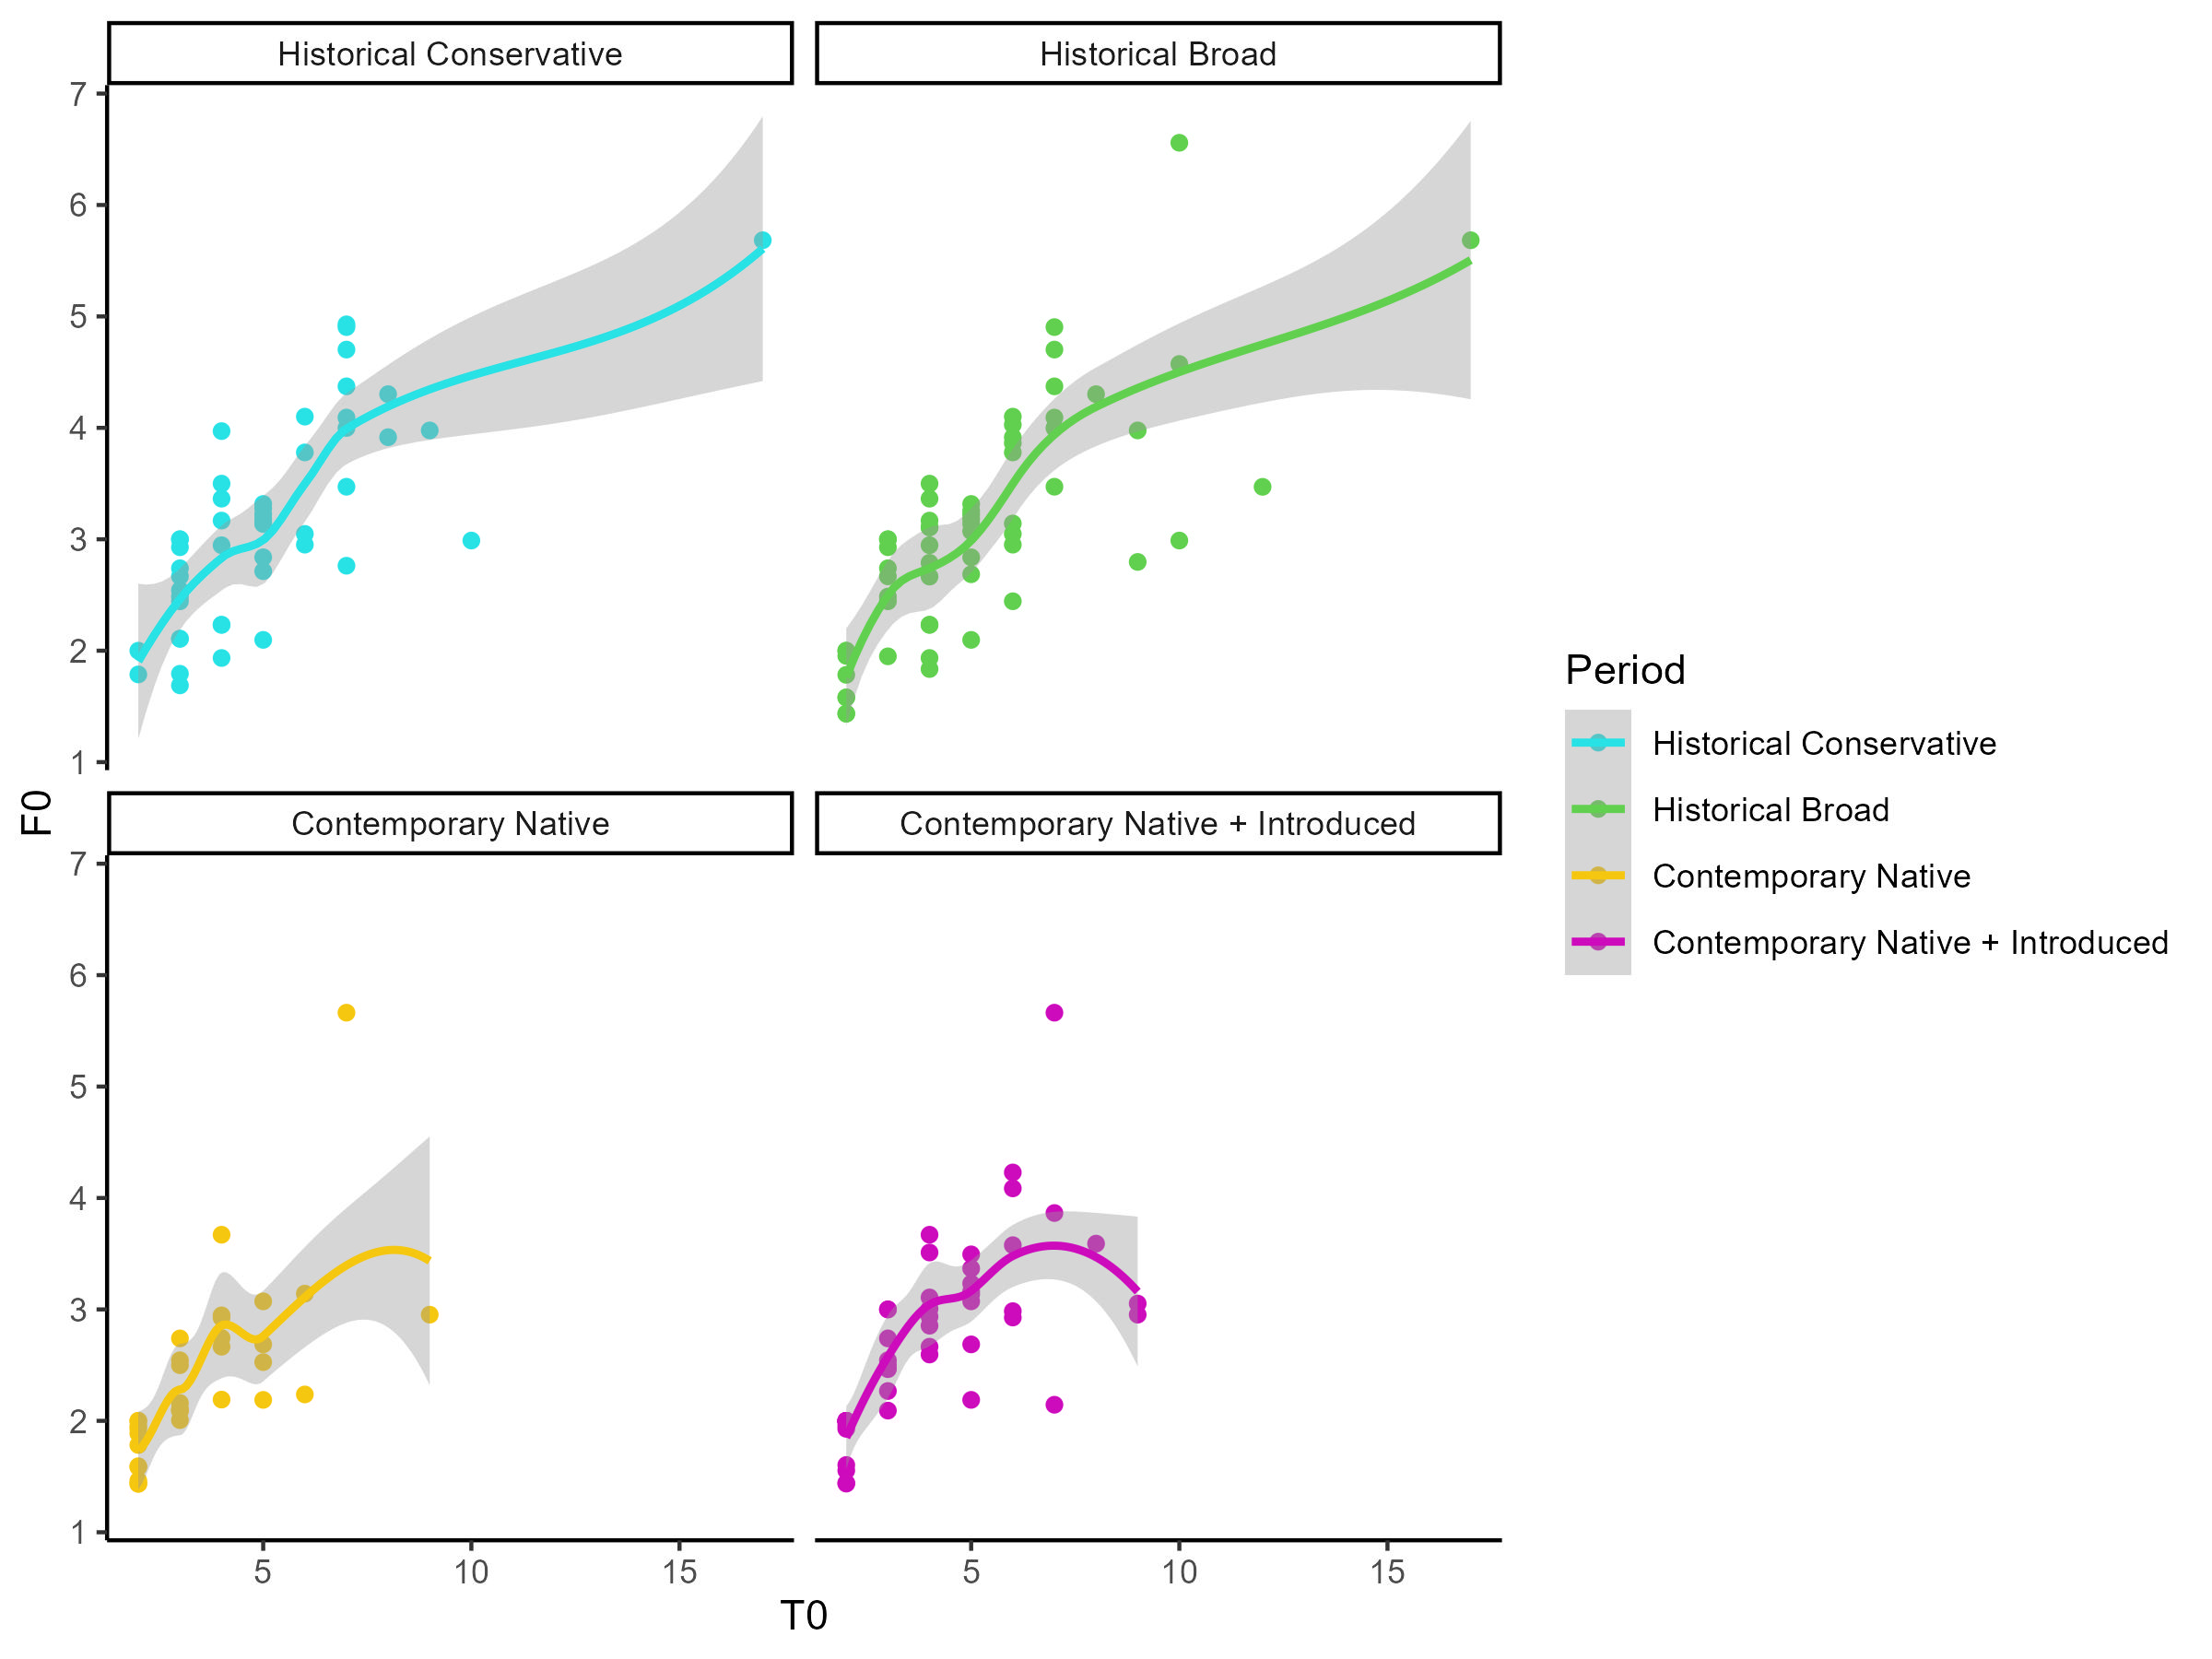 Historical Conservative
Historical Broad
7
6
5
4
3
2
1
Contemporary Native
Contemporary Native + Introduced
7
6
5
4
3
2
1
F0
5
10
15
5
10
15
T0
Period
Historical Conservative
Historical Broad
Contemporary Native
Contemporary Native + Introduced